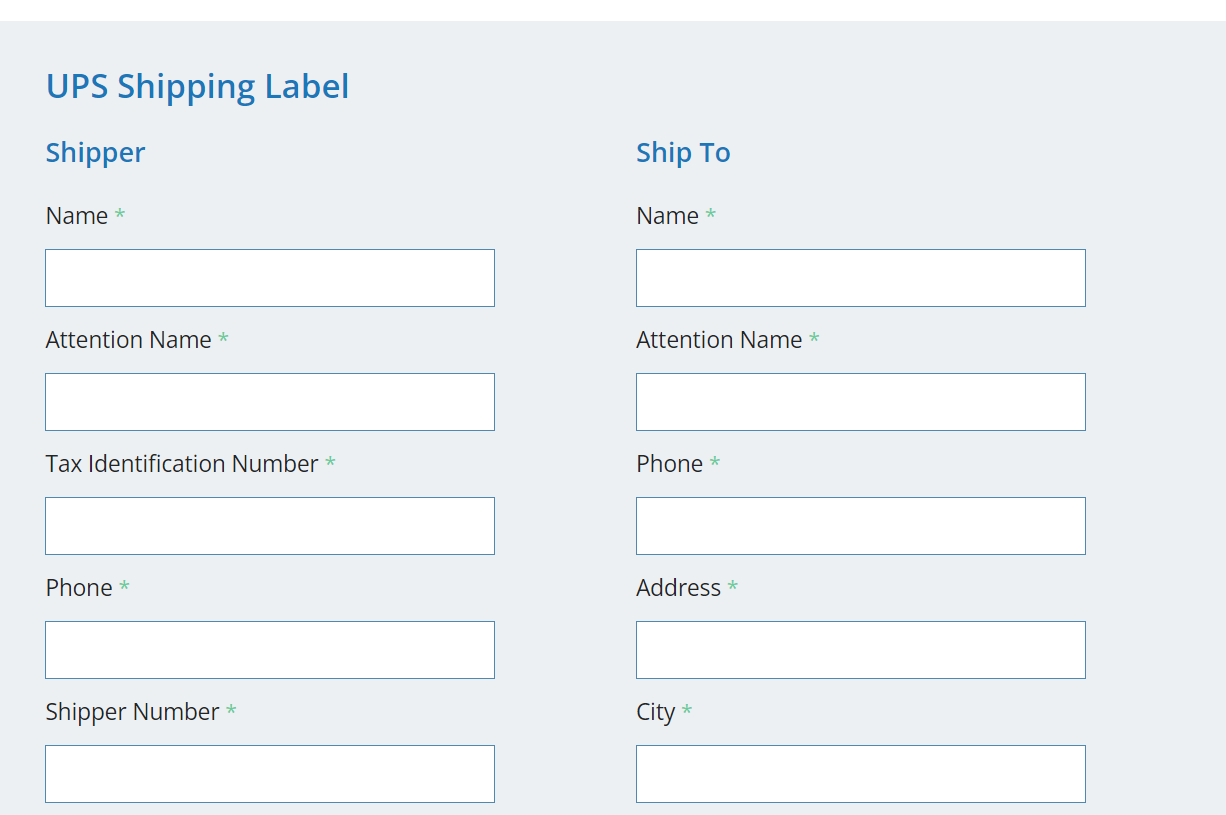 UPS Shipping Label
Shipper
Name *
Attention Name *
Tax Identification Number *
Phone *
Shipper Number *
Ship To
Name *
Attention Name *
Phone *
Address *
City *